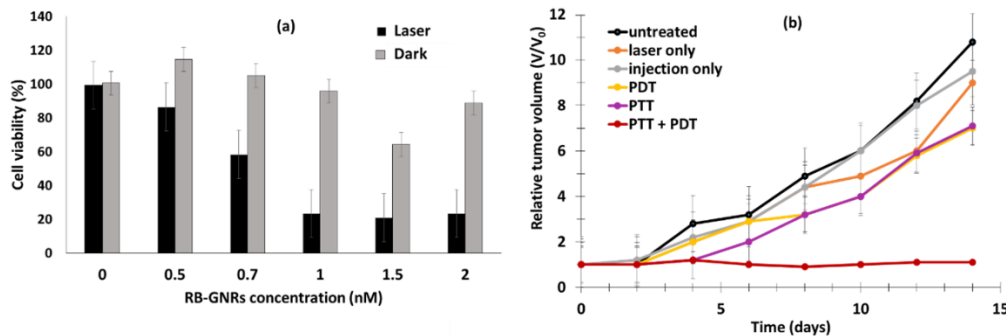 (a)
Laser
Dark
Cell viability (%)
140
120
100
80
60
40
20
0
0 0.5 0.7 1 1.5 2
RB-GNRs concentration (nM)
(b)
untreated
laser only
injection only
PDT
PTT
PTT + PDT
Relative tumor volume (V/V₀)
12
10
8
6
4
2
0
0 5 10 15
Time (days)